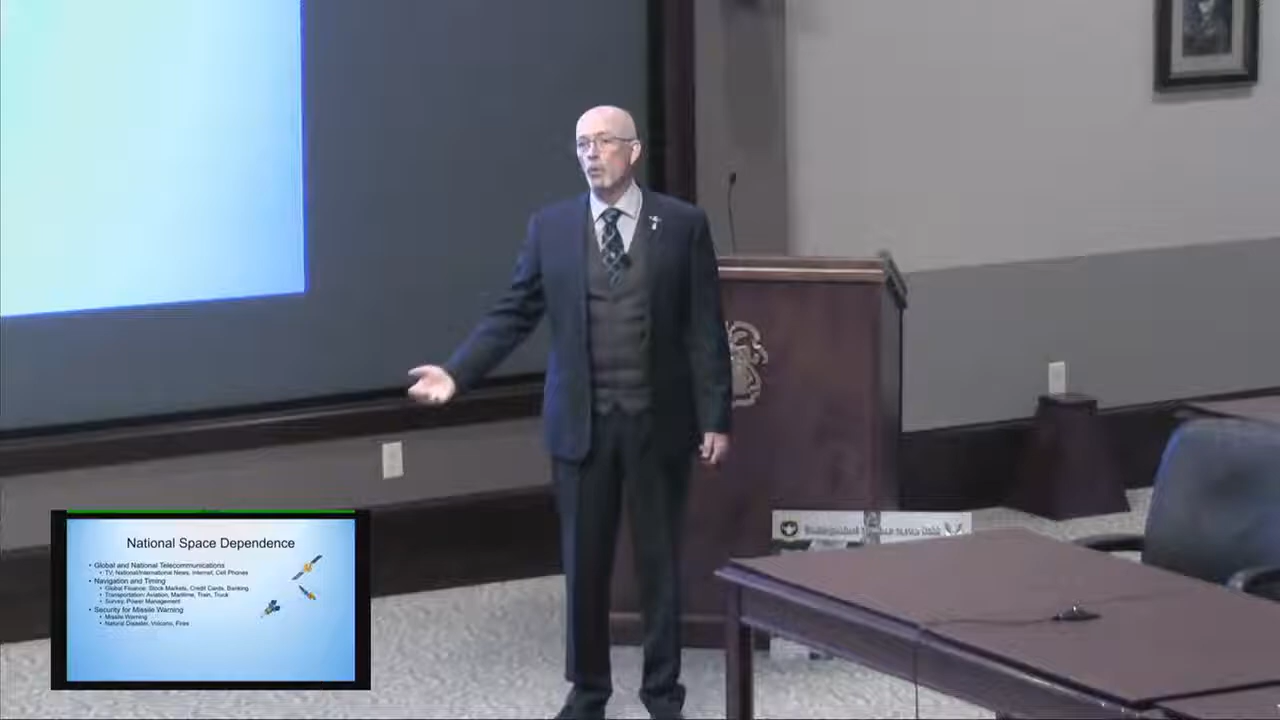 National Space Dependence
• Global and National Telecommunications
• TV, National/International News, Internet, Cell Phones
• Navigation and Timing
• Global Finance: Stock Markets, Credit Cards, Banking
• Transportation: Aviation, Maritime, Train, Truck
• Survey, Power Management
• Security for Missile Warning
• Missile Warning
• Natural Disaster, Volcano, Fires